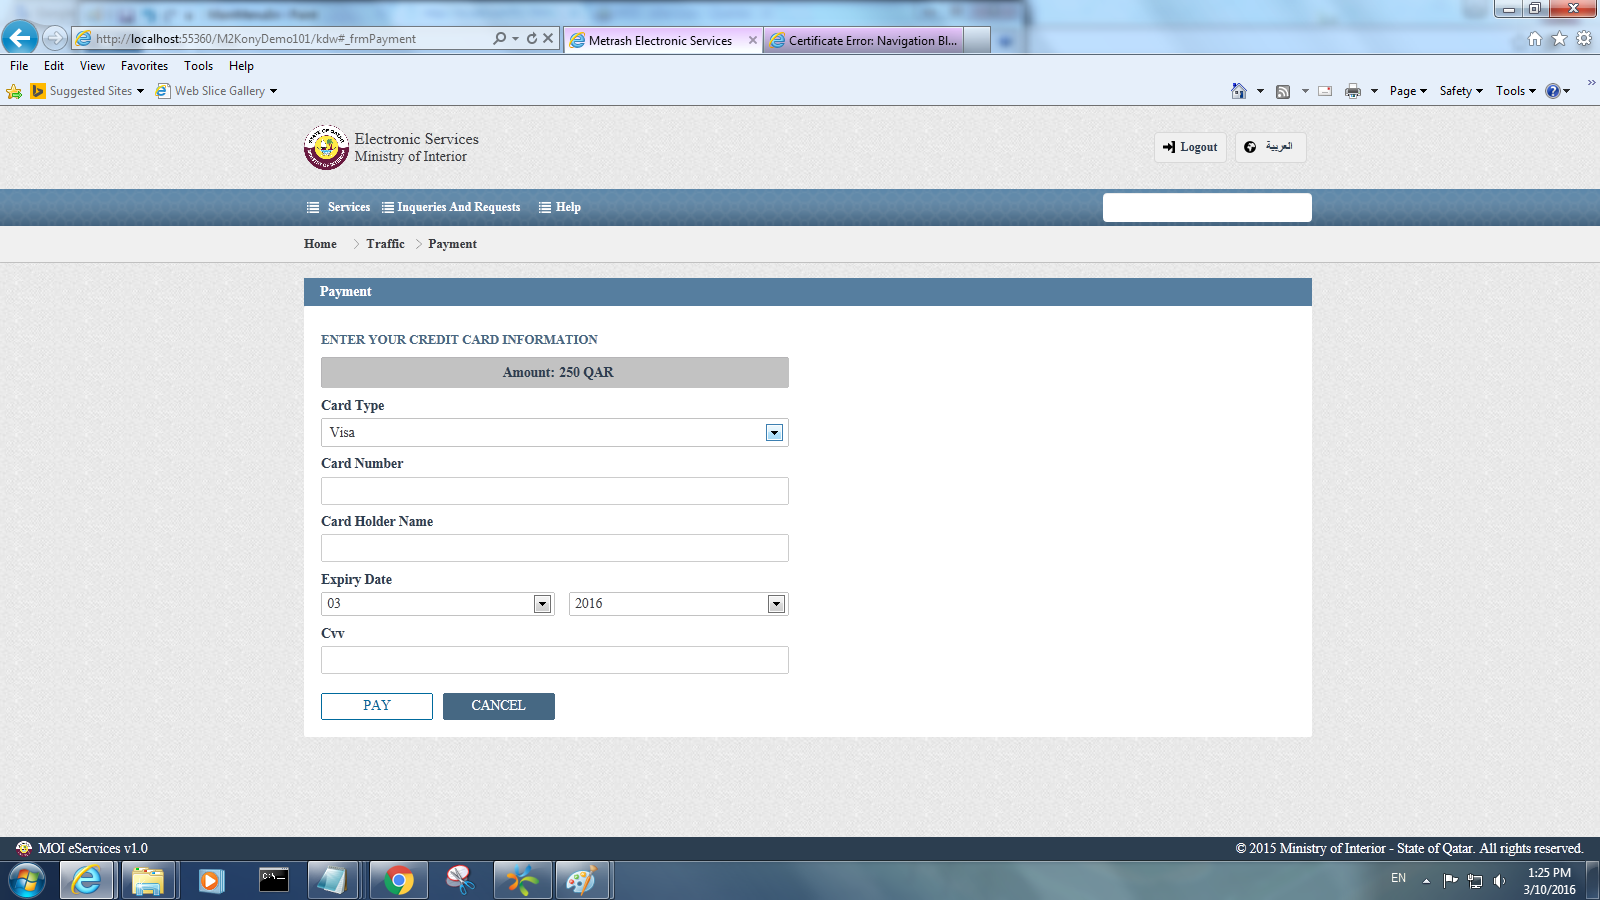 http://localhost:55360/M2KonyDemo101/kdw#_frmPayment
Metrash Electronic Services
Certificate Error: Navigation Bl...
File Edit View Favorites Tools Help
Suggested Sites Web Slice Gallery
Page Safety Tools
Electronic Services
Ministry of Interior
Logout
العربية
Services Inqueries And Requests Help
Home Traffic Payment
Payment
ENTER YOUR CREDIT CARD INFORMATION
Amount: 250 QAR
Card Type
Visa
Card Number
Card Holder Name
Expiry Date
03 2016
Cvv
PAY CANCEL
MOI eServices v1.0
© 2015 Ministry of Interior - State of Qatar. All rights reserved.
EN
1:25 PM
3/10/2016